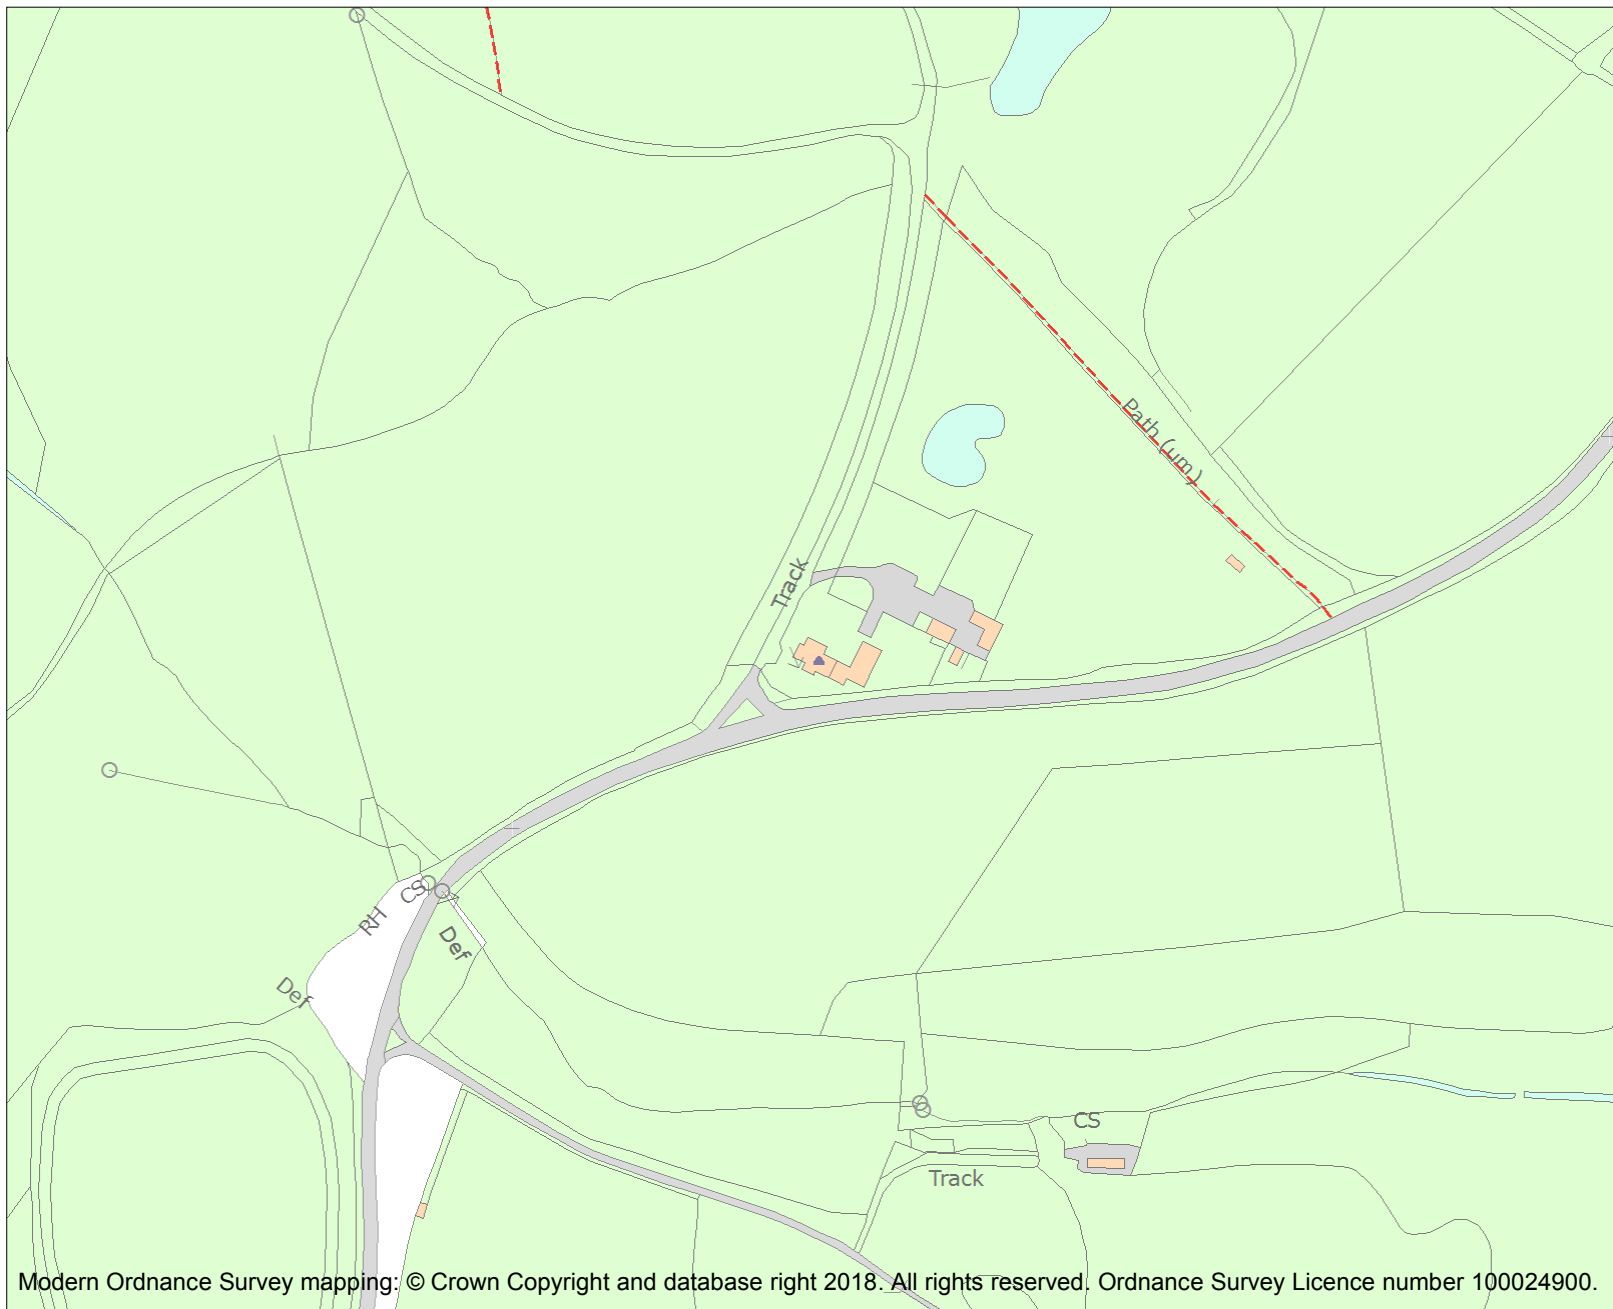 Path (um)
Track
CS
RH
Def
Def
CS
Track
Modern Ordnance Survey mapping: © Crown Copyright and database right 2018. All rights reserved. Ordnance Survey Licence number 100024900.